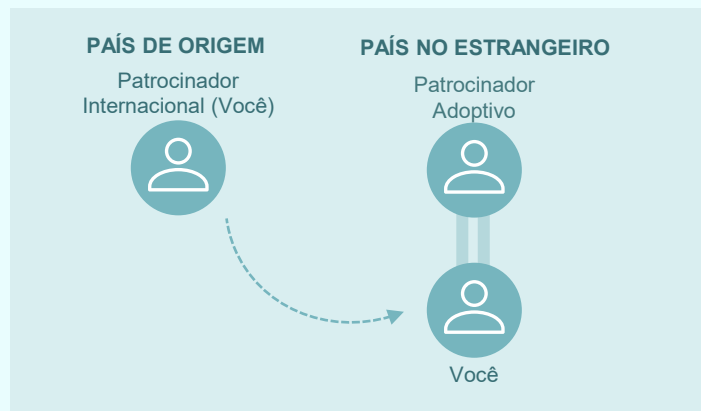 PAÍS DE ORIGEM
Patrocinador
Internacional (Você)
PAÍS NO ESTRANGEIRO
Patrocinador
Adoptivo
Você